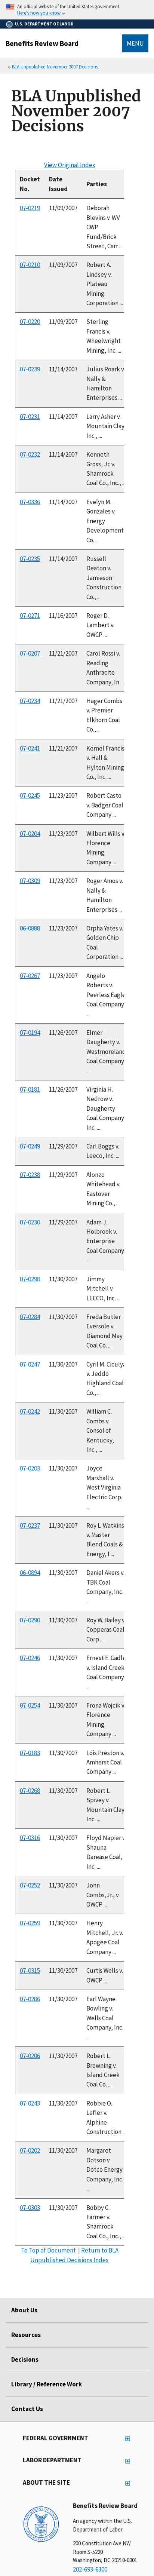 An official website of the United States government.
Here's how you know
UNITED STATES DEPARTMENT OF LABOR
Benefits Review Board
MENU
BLA Unpublished November 2007 Decisions
BLA Unpublished
November 2007
Decisions
View Original Index
Docket No. Date Issued Parties
07-0219 11/09/2007 Deborah Blevins v. WV CWP Fund/Brick Street, Carr ...
07-0210 11/09/2007 Robert A. Lindsey v. Plateau Mining Corporation ...
07-0220 11/09/2007 Sterling Francis v. Wheelwright Mining, Inc. ...
07-0239 11/14/2007 Julius Roark v. Nally & Hamilton Enterprises ...
07-0231 11/14/2007 Larry Asher v. Mountain Clay, Inc., ...
07-0232 11/14/2007 Kenneth Gross, Jr. v. Shamrock Coal Co., Inc., ..
07-0336 11/14/2007 Evelyn M. Gonzales v. Energy Development Co. ...
07-0235 11/14/2007 Russell Deaton v. Jamieson Construction Co., ...
07-0271 11/16/2007 Roger D. Lambert v. OWCP ...
07-0207 11/21/2007 Carol Rossi v. Reading Anthracite Company, In ...
07-0234 11/21/2007 Hager Combs v. Premier Elkhorn Coal Co., ...
07-0241 11/21/2007 Kernel Francis v. Hall & Hylton Mining Co., Inc. ...
07-0245 11/23/2007 Robert Casto v. Badger Coal Company ...
07-0204 11/23/2007 Wilbert Wills v. Florence Mining Company ...
07-0309 11/23/2007 Roger Amos v. Nally & Hamilton Enterprises ...
06-0888 11/23/2007 Orpha Yates v. Golden Chip Coal Corporation ...
07-0267 11/23/2007 Angelo Roberts v. Peerless Eagle Coal Company ...
07-0194 11/26/2007 Elmer Daugherty v. Westmoreland Coal Company ...
07-0181 11/26/2007 Virginia H. Nedrow v. Daugherty Coal Company, Inc. ...
07-0249 11/29/2007 Carl Boggs v. Leeco, Inc. ...
07-0238 11/29/2007 Alonzo Whitehead v. Eastover Mining Co., ...
07-0230 11/29/2007 Adam J. Holbrook v. Enterprise Coal Company ...
07-0298 11/30/2007 Jimmy Mitchell v. LEECO, Inc. ...
07-0284 11/30/2007 Freda Butler Eversole v. Diamond May Coal Co. ...
07-0247 11/30/2007 Cyril M. Ciculya v. Jeddo Highland Coal Co., ...
07-0242 11/30/2007 William C. Combs v. Consol of Kentucky, Inc., ...
07-0203 11/30/2007 Joyce Marshall v. West Virginia Electric Corp. ...
07-0237 11/30/2007 Roy L. Watkins v. Master Blend Coals & Energy, I ...
06-0894 11/30/2007 Daniel Akers v. TBK Coal Company, Inc. ...
07-0290 11/30/2007 Roy W. Bailey v. Copperas Coal Corp ...
07-0246 11/30/2007 Ernest E. Cadle v. Island Creek Coal Company ...
07-0254 11/30/2007 Frona Wojcik v. Florence Mining Company ...
07-0183 11/30/2007 Lois Preston v. Amherst Coal Company ...
07-0268 11/30/2007 Robert L. Spivey v. Mountain Clay, Inc. ...
07-0316 11/30/2007 Floyd Napier v. Shauna Darease Coal, Inc. ...
07-0252 11/30/2007 John Combs,Jr., v. OWCP ...
07-0259 11/30/2007 Henry Mitchell, Jr. v. Apogee Coal Company ...
07-0315 11/30/2007 Curtis Wells v. OWCP ...
07-0286 11/30/2007 Earl Wayne Bowling v. Wells Coal Company, Inc. ...
07-0206 11/30/2007 Robert L. Browning v. Island Creek Coal Co. ...
07-0243 11/30/2007 Robbie O. Lefler v. Alphine Construction .
07-0202 11/30/2007 Margaret Dotson v. Dotco Energy Company, Inc. ...
07-0303 11/30/2007 Bobby C. Farmer v. Shamrock Coal Co., Inc., ...
To Top of Document | Return to BLA
Unpublished Decisions Index
About Us
Resources
Decisions
Library / Reference Work
Contact Us
FEDERAL GOVERNMENT
LABOR DEPARTMENT
ABOUT THE SITE
Benefits Review Board
An agency within the U.S.
Department of Labor
200 Constitution Ave NW
Room S-5220
Washington, DC 20210-0001
202-693-6300